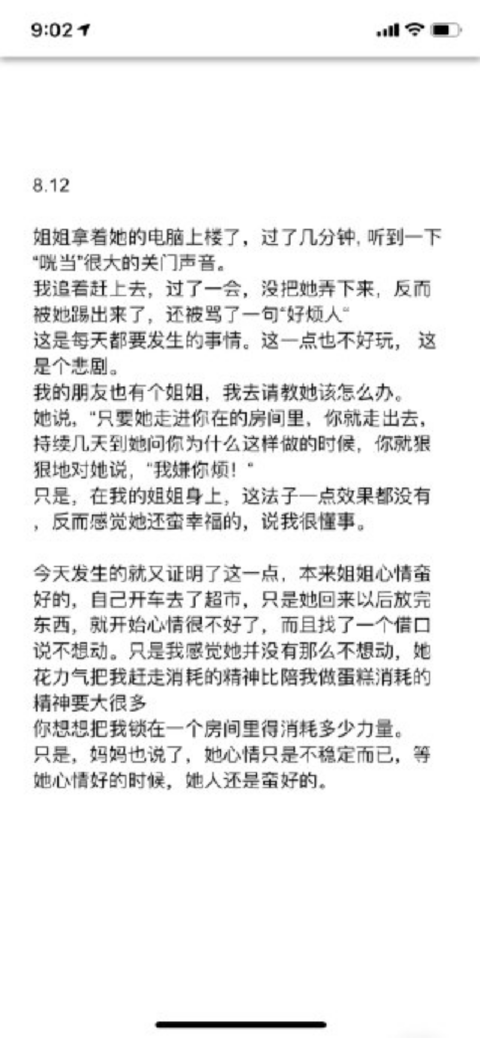 9:02
8.12
姐姐拿着她的电脑上楼了，过了几分钟, 听到一下
“咣当”很大的关门声音。
我追着赶上去，过了一会，没把她弄下来，反而
被她踢出来了，还被骂了一句“好烦人“
这是每天都要发生的事情。这一点也不好玩， 这
是个悲剧。
我的朋友也有个姐姐，我去请教她该怎么办。
她说，“只要她走进你在的房间里，你就走出去，
持续几天到她问你为什么这样做的时候，你就狠
狠地对她说，“我嫌你烦！“
只是，在我的姐姐身上，这法子一点效果都没有
，反而感觉她还蛮幸福的，说我很懂事。
今天发生的就又证明了这一点，本来姐姐心情蛮
好的，自己开车去了超市，只是她回来以后放完
东西，就开始心情很不好了，而且找了一个借口
说不想动。只是我感觉她并没有那么不想动，她
花力气把我赶走消耗的精神比陪我做蛋糕消耗的
精神要大很多
你想想把我锁在一个房间里得消耗多少力量。
只是，妈妈也说了，她心情只是不稳定而已，等
她心情好的时候，她人还是蛮好的。